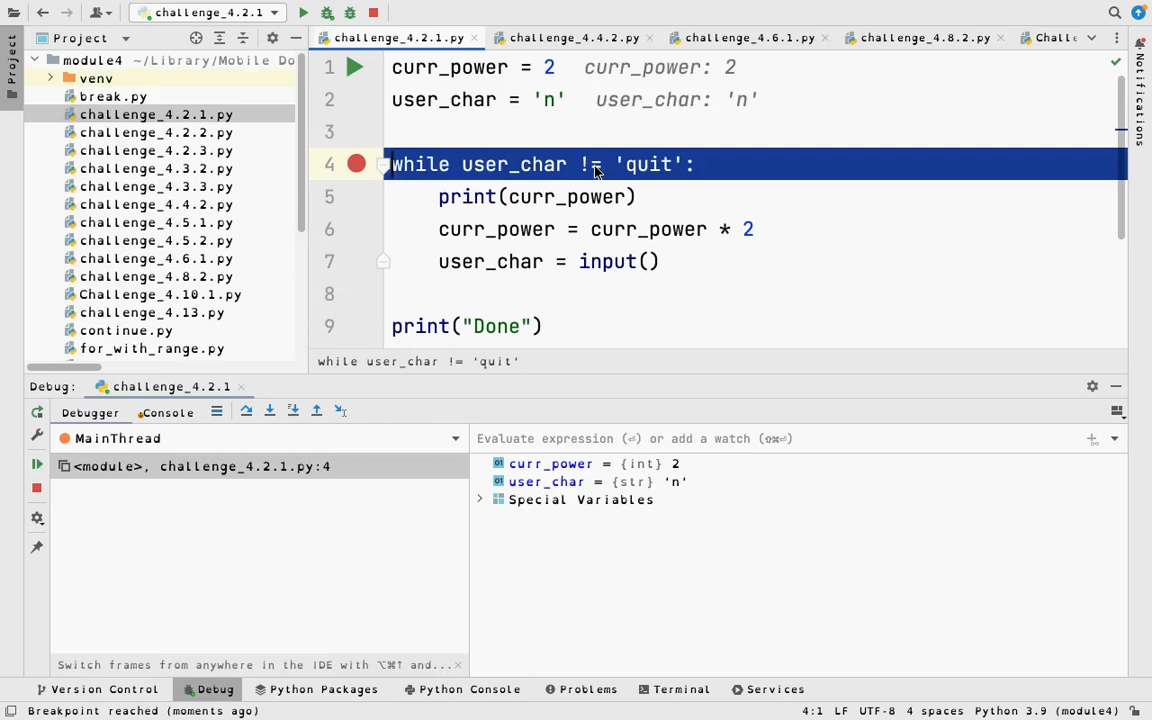 challenge_4.2.1
Project
module4 ~/Library/Mobile Do
venv
break.py
challenge_4.2.1.py
challenge_4.2.2.py
challenge_4.2.3.py
challenge_4.3.2.py
challenge_4.3.3.py
challenge_4.4.2.py
challenge_4.5.1.py
challenge_4.5.2.py
challenge_4.6.1.py
challenge_4.8.2.py
Challenge_4.10.1.py
challenge_4.13.py
continue.py
for_with_range.py
Project
challenge_4.2.1.py
challenge_4.4.2.py
challenge_4.6.1.py
challenge_4.8.2.py
Challe
Notifications
1 curr_power = 2 curr_power: 2
2 user_char = 'n' user_char: 'n'
3
4 while user_char != 'quit':
5 print(curr_power)
6 curr_power = curr_power * 2
7 user_char = input()
8
9 print("Done")
while user_char != 'quit'
Debug: challenge_4.2.1
Debugger Console
MainThread
<module>, challenge_4.2.1.py:4
Switch frames from anywhere in the IDE with ⌥⌘↑ and...
Evaluate expression (⏎) or add a watch (⇧⌘⏎)
01 curr_power = {int} 2
01 user_char = {str} 'n'
Special Variables
Version Control Debug Python Packages Python Console Problems Terminal Services
Breakpoint reached (moments ago) 4:1 LF UTF-8 4 spaces Python 3.9 (module4)